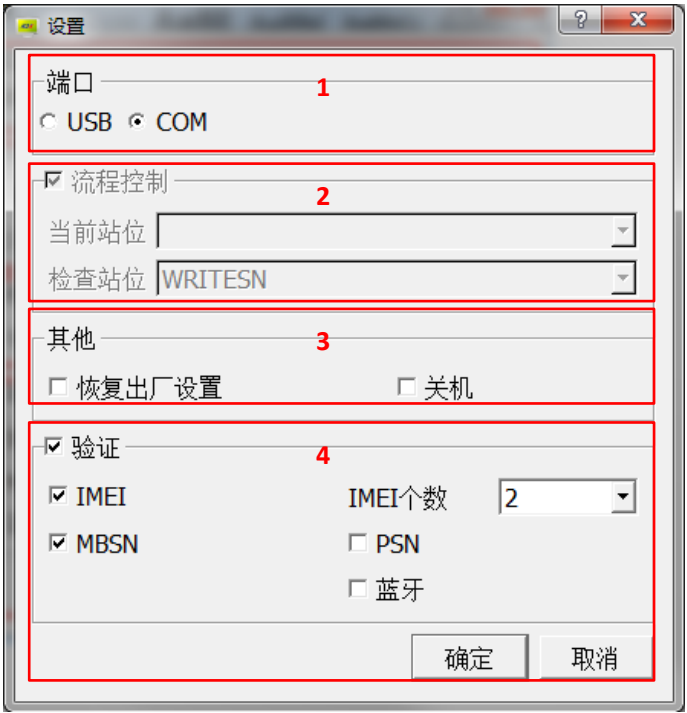 设置
端口
1
USB COM
流程控制
2
当前站位
检查站位 WRITESN
其他
3
恢复出厂设置 关机
验证
4
IMEI IMEI个数 2
MBSN PSN
蓝牙
确定 取消